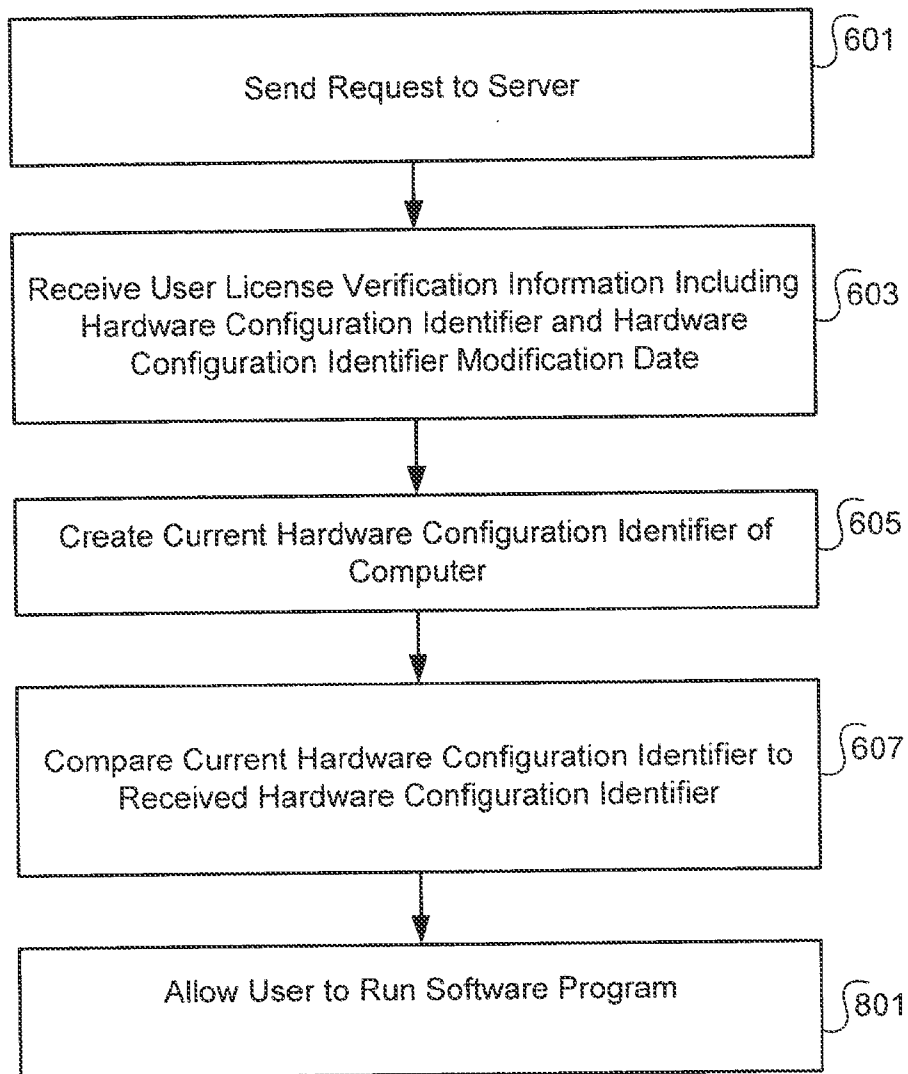 601
Send Request to Server
Receive User License Verification Information Including
Hardware Configuration Identifier and Hardware
Configuration Identifier Modification Date
603
Create Current Hardware Configuration Identifier of
Computer
605
Compare Current Hardware Configuration Identifier to
Received Hardware Configuration Identifier
607
Allow User to Run Software Program
801